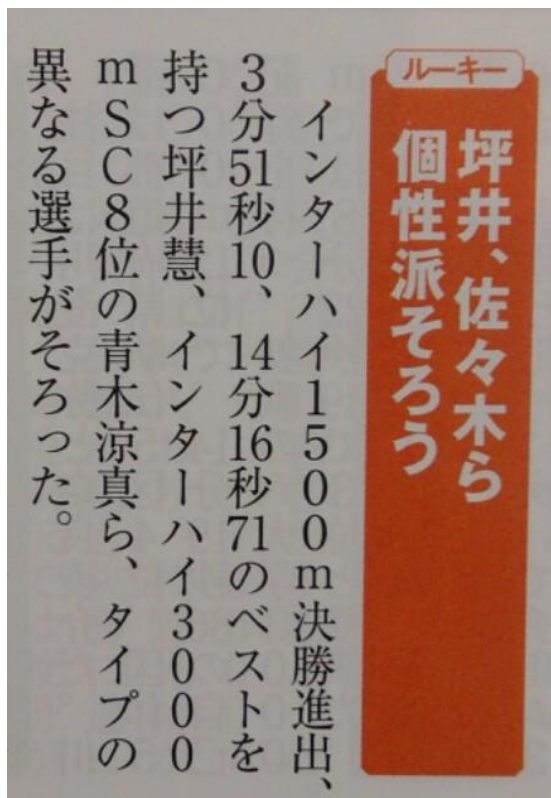 ルーキー
坪井、佐々木ら
個性派そろう
インターハイ1500m決勝進出、
3分51秒10、14分16秒71のベストを
持つ坪井慧、インターハイ3000
mSC8位の青木涼真ら、タイプの
異なる選手がそろった。